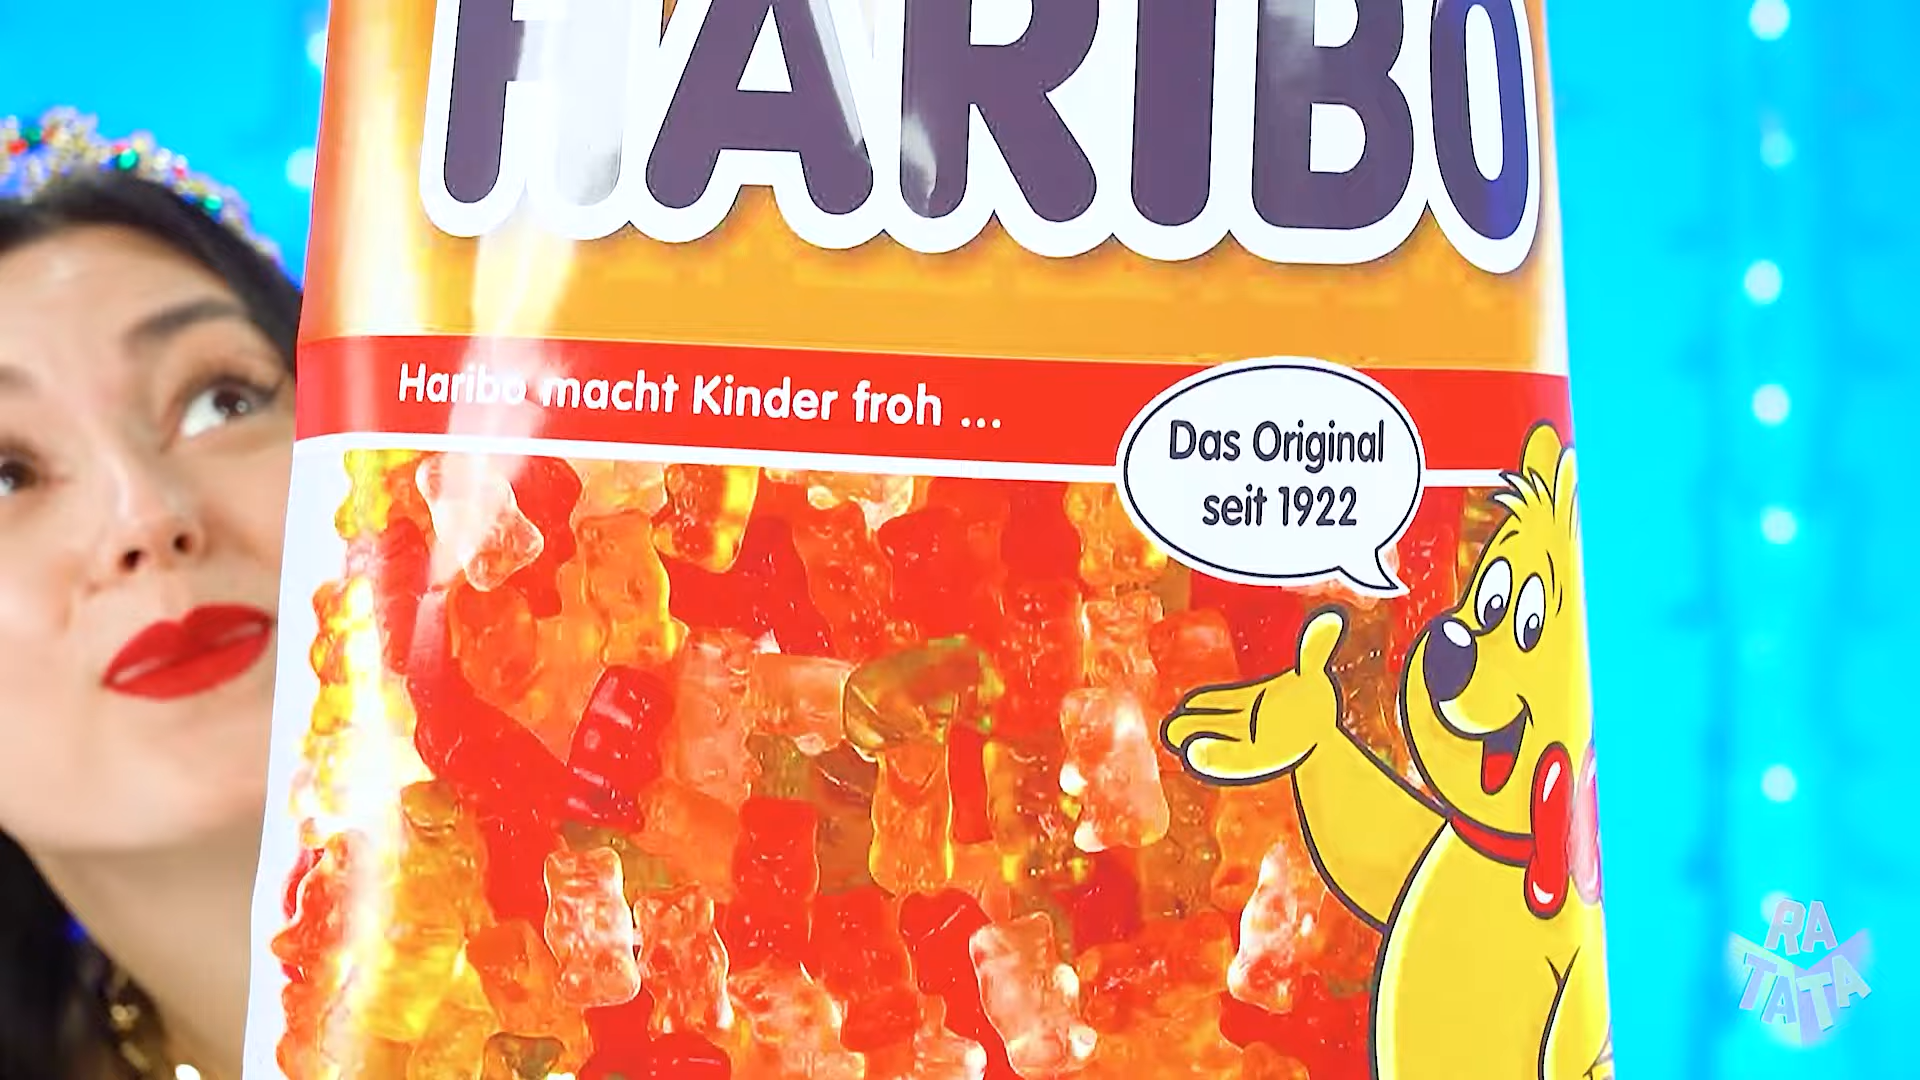 HARIBO
Haribo macht Kinder froh ...
Das Original
seit 1922
RA
TATA